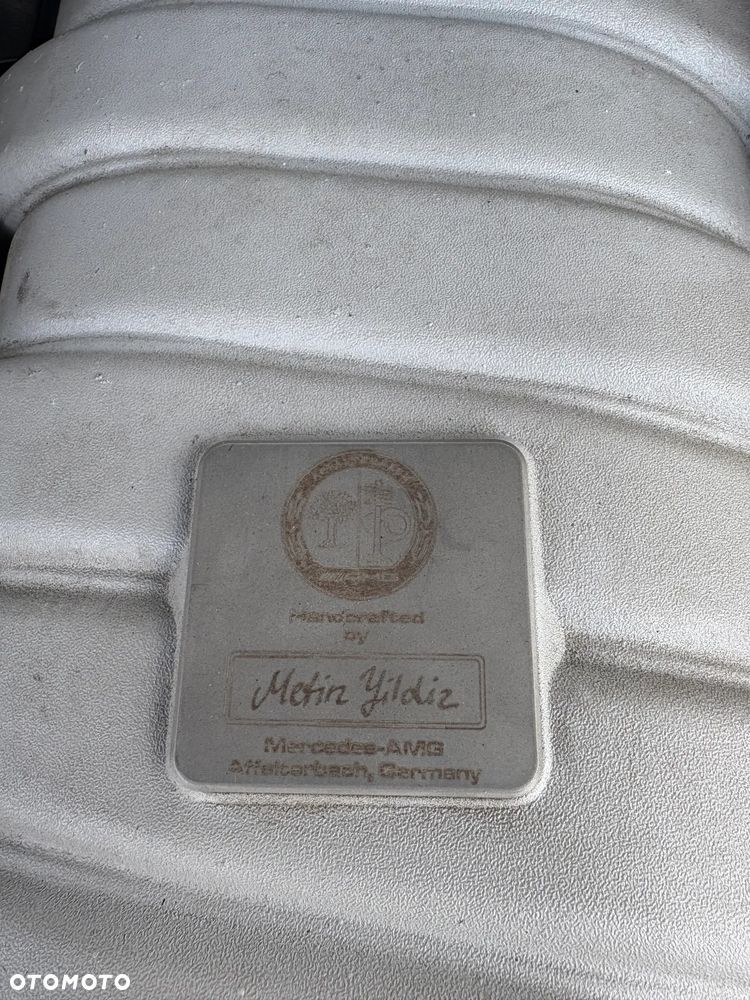 Handcrafted
by
Metin Yildiz
Mercedes-AMG
Affalterbach, Germany
OTOMOTO